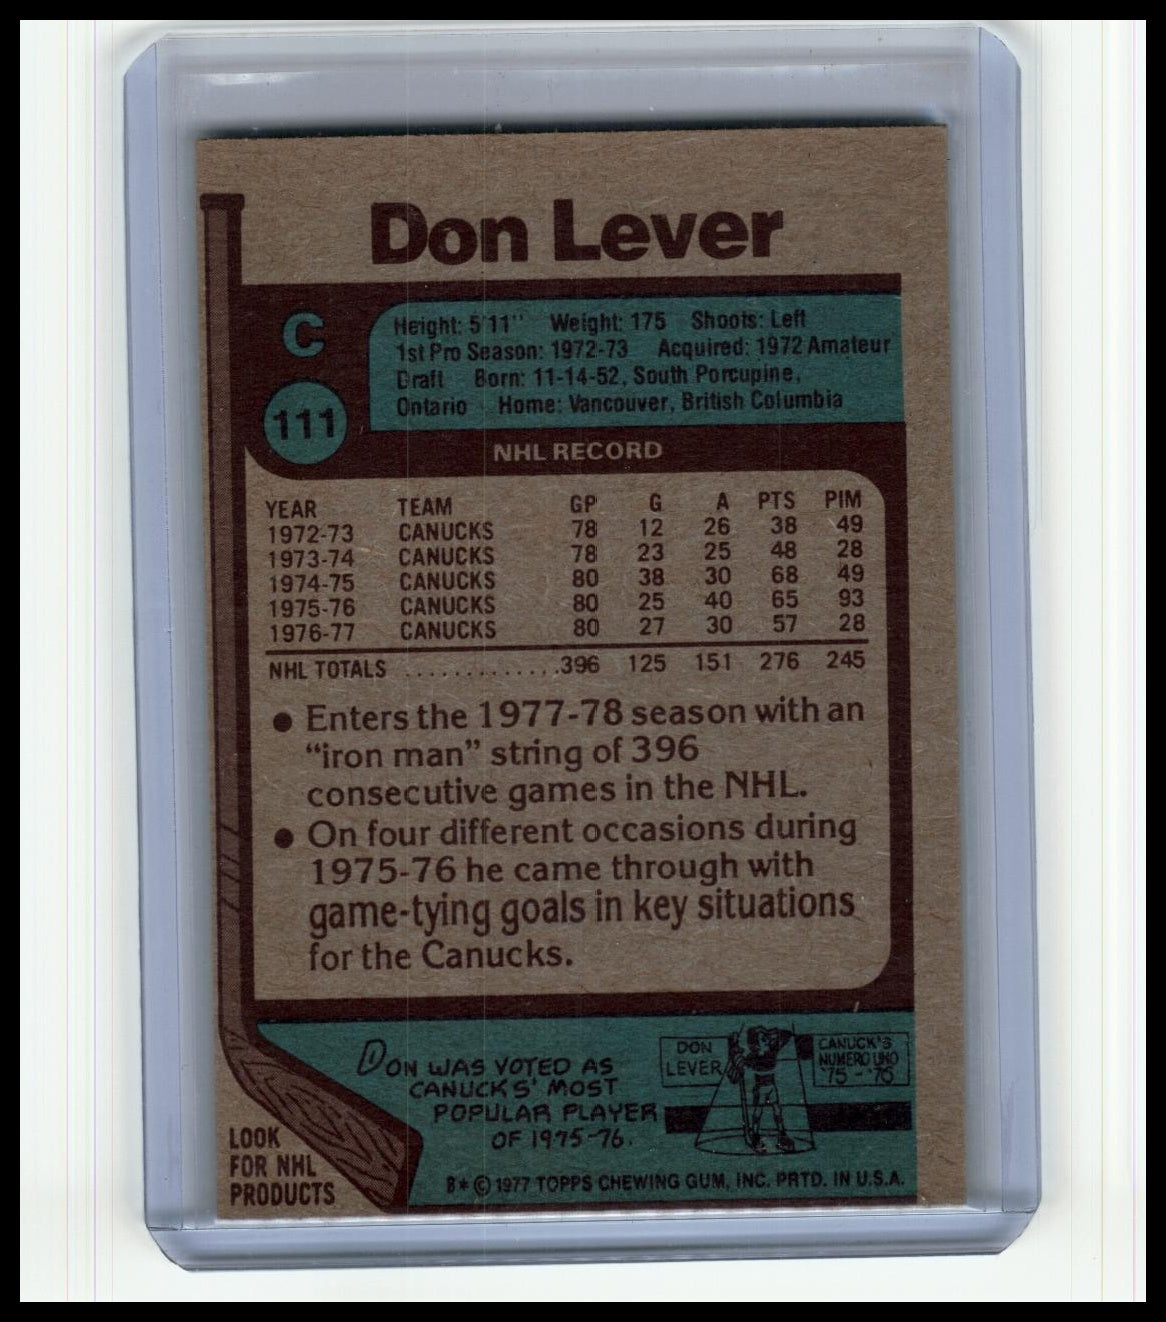 Don Lever
C
111
Height: 5'11" Weight: 175 Shoots: Left
1st Pro Season: 1972-73 Acquired: 1972 Amateur
Draft Born: 11-14-52, South Porcupine,
Ontario Home: Vancouver, British Columbia
NHL RECORD
YEAR TEAM GP G A PTS PIM
1972-73 CANUCKS 78 12 26 38 49
1973-74 CANUCKS 78 23 25 48 28
1974-75 CANUCKS 80 38 30 68 49
1975-76 CANUCKS 80 25 40 65 93
1976-77 CANUCKS 80 27 30 57 28
NHL TOTALS .............396 125 151 276 245
● Enters the 1977-78 season with an
"iron man" string of 396
consecutive games in the NHL.
● On four different occasions during
1975-76 he came through with
game-tying goals in key situations
for the Canucks.
DON WAS VOTED AS
CANUCKS' MOST
POPULAR PLAYER
OF 1975-76.
DON
LEVER
CANUCK'S
NUMERO UNO
'75-'76
LOOK
FOR NHL
PRODUCTS
B* © 1977 TOPPS CHEWING GUM, INC. PRTD. IN U.S.A.